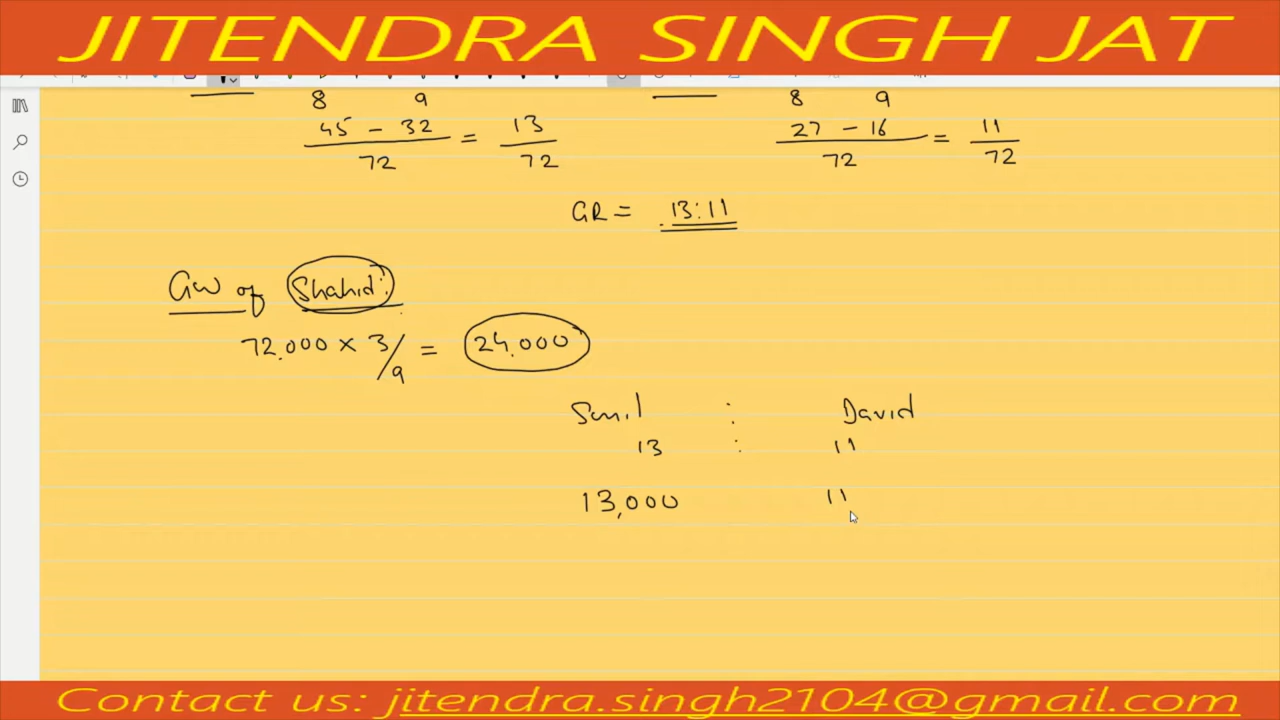 JITENDRA SINGH JAT
8 9 8 9
45 - 32 / 72 = 13 / 72 27 - 16 / 72 = 11 / 72
GR = 13:11
GW of Shahid:
72,000 × 3/9 = 24,000
Sunil : David
13 : 11
13,000 11
Contact us: jitendra.singh2104@gmail.com